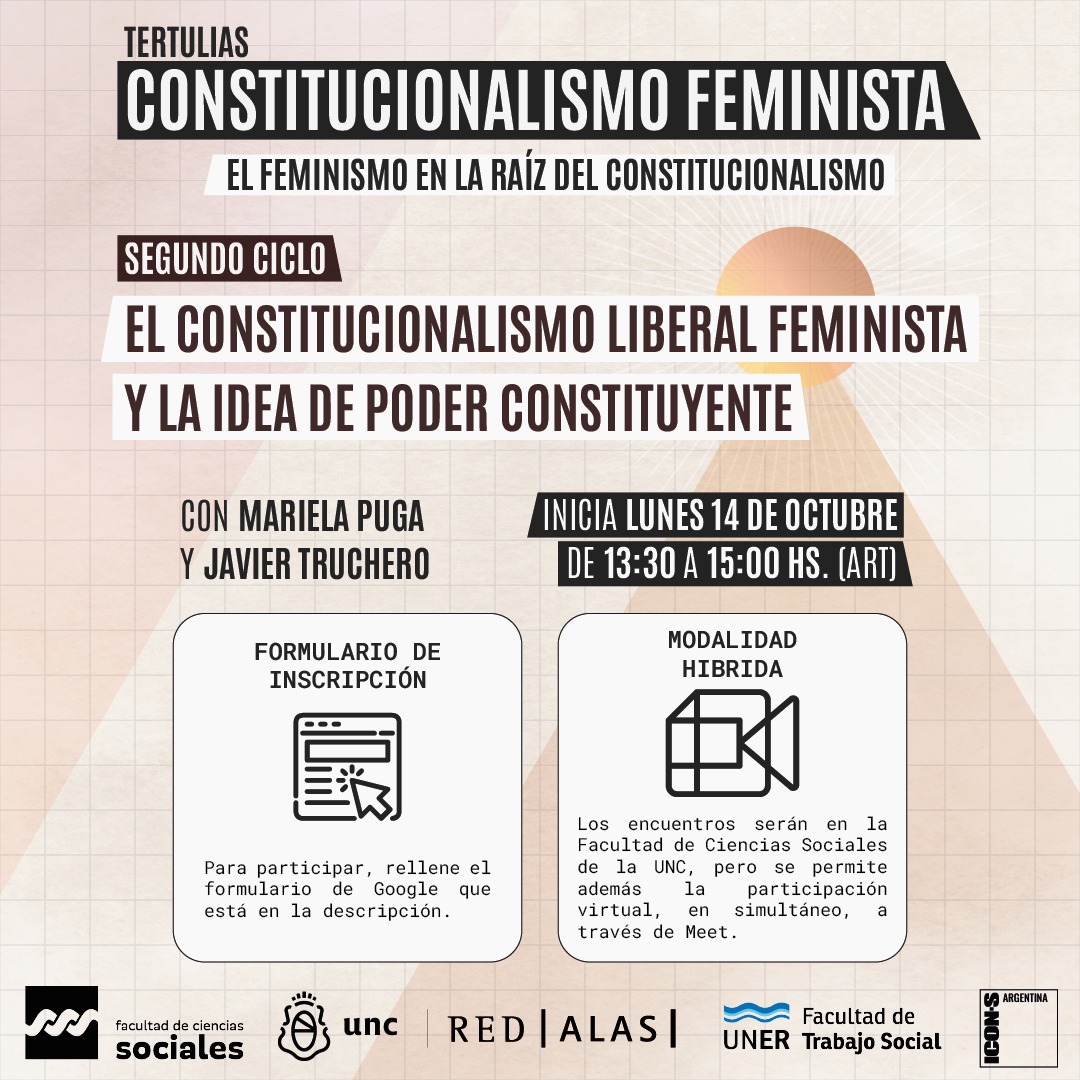 TERTULIAS
CONSTITUCIONALISMO FEMINISTA
EL FEMINISMO EN LA RAÍZ DEL CONSTITUCIONALISMO
SEGUNDO CICLO
EL CONSTITUCIONALISMO LIBERAL FEMINISTA
Y LA IDEA DE PODER CONSTITUYENTE
CON MARIELA PUGA
Y JAVIER TRUCHERO
INICIA LUNES 14 DE OCTUBRE
DE 13:30 A 15:00 HS. (ART)
FORMULARIO DE
INSCRIPCIÓN
Para participar, rellene el
formulario de Google que
está en la descripción.
MODALIDAD
HIBRIDA
Los encuentros serán en la
Facultad de Ciencias Sociales
de la UNC, pero se permite
además la participación
virtual, en simultáneo, a
través de Meet.
facultad de ciencias
sociales
unc
RED | ALAS |
UNER
Facultad de
Trabajo Social
ICON•S
ARGENTINA